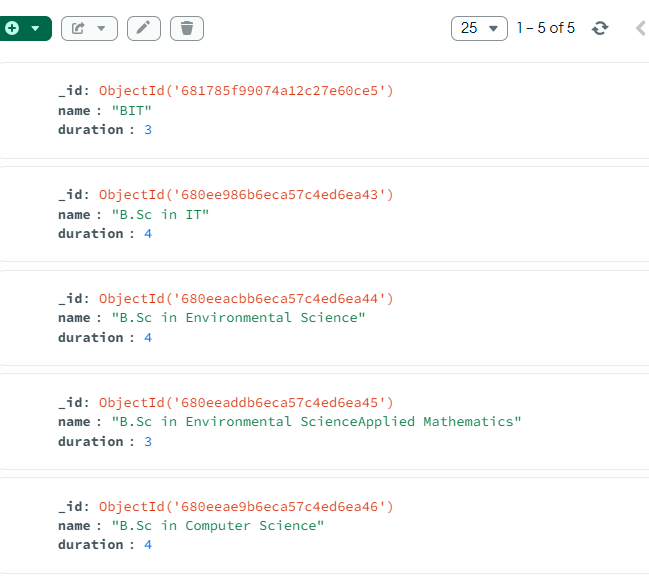 25 1 – 5 of 5
_id: ObjectId('681785f99074a12c27e60ce5')
name : "BIT"
duration : 3
_id: ObjectId('680ee986b6eca57c4ed6ea43')
name : "B.Sc in IT"
duration : 4
_id: ObjectId('680eeacbb6eca57c4ed6ea44')
name : "B.Sc in Environmental Science"
duration : 4
_id: ObjectId('680eeaddb6eca57c4ed6ea45')
name : "B.Sc in Environmental ScienceApplied Mathematics"
duration : 3
_id: ObjectId('680eeae9b6eca57c4ed6ea46')
name : "B.Sc in Computer Science"
duration : 4